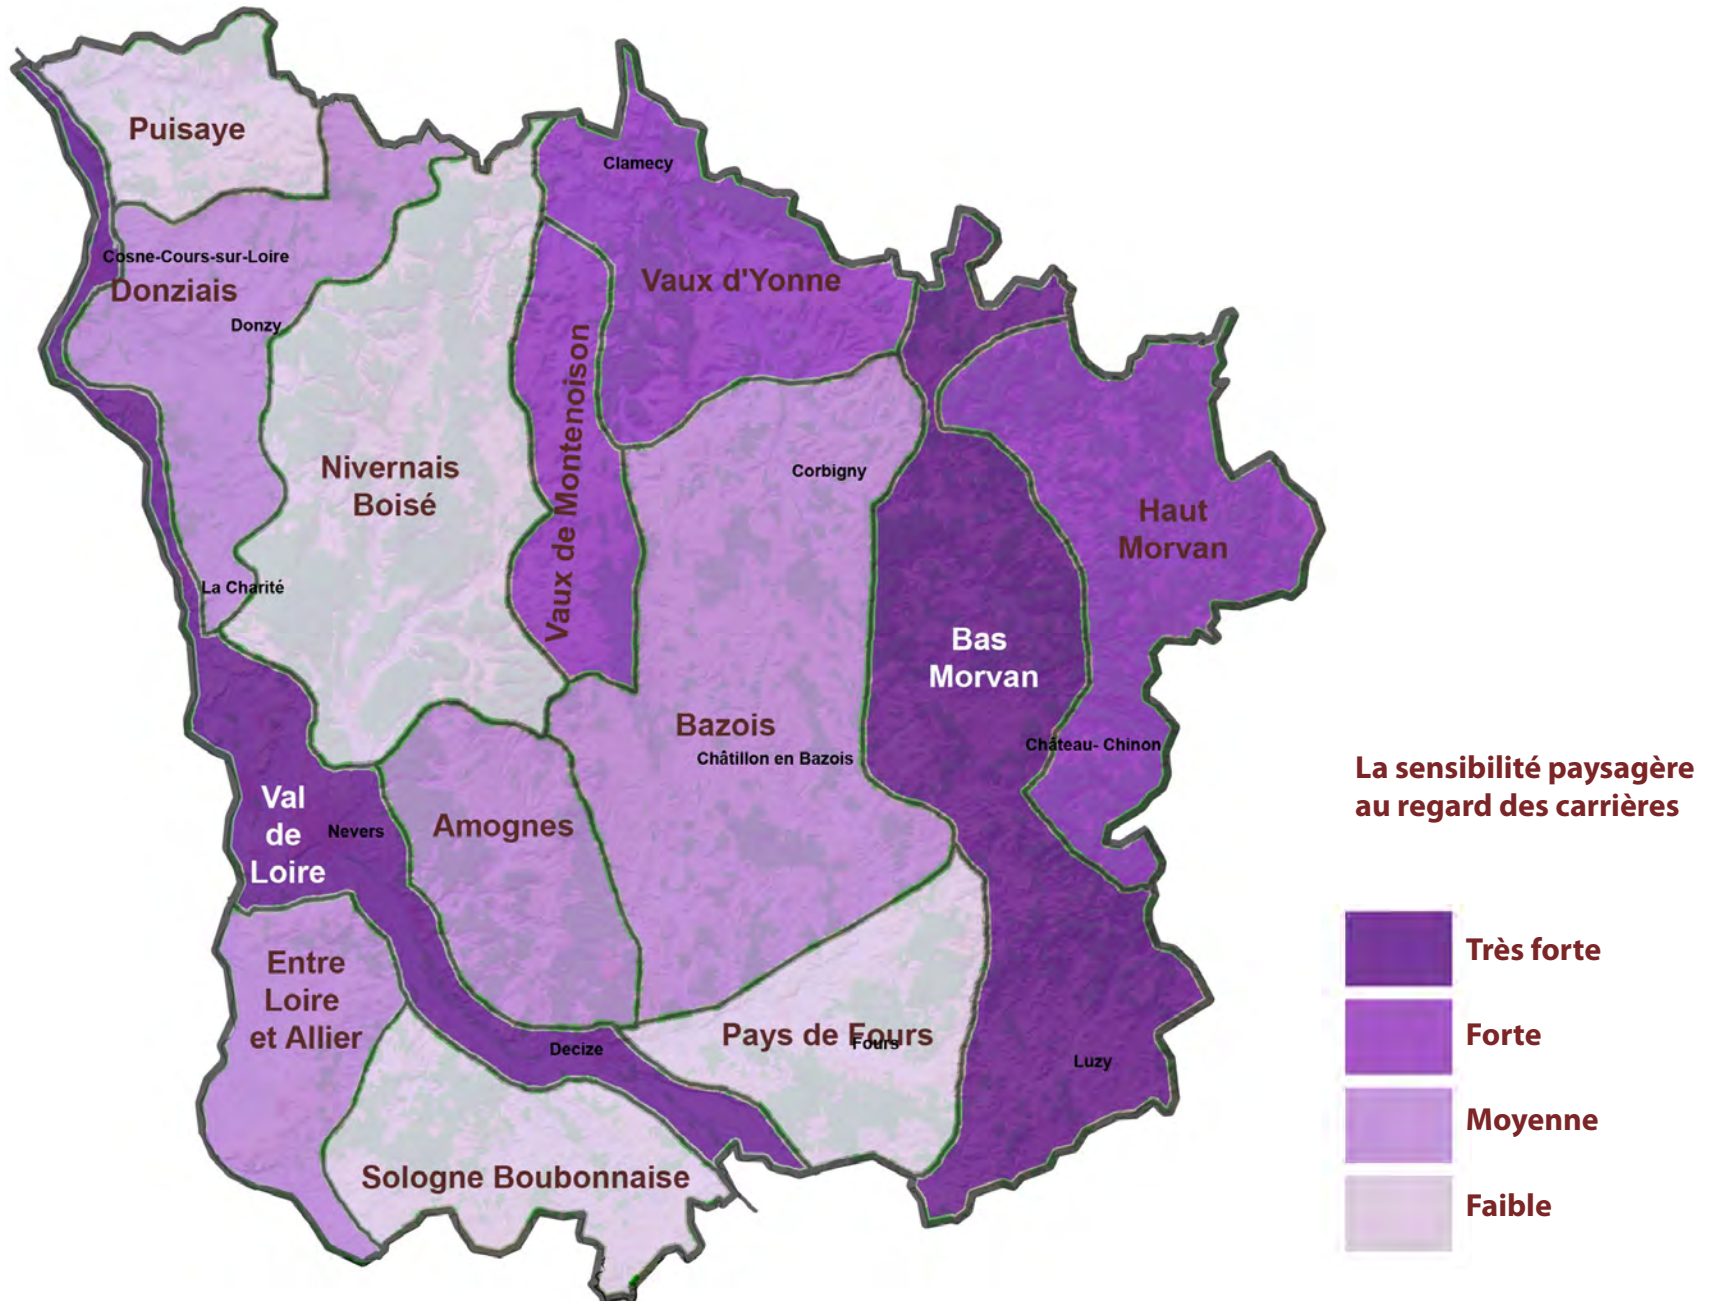 Puisaye
Clamecy
Cosne-Cours-sur-Loire
Donziais
Donzy
Vaux d'Yonne
Vaux de Montenoison
Nivernais
Boisé
Corbigny
Haut
Morvan
La Charité
Bas
Morvan
Bazois
Châtillon en Bazois
Château- Chinon
Val
de
Loire
Nevers
Amognes
Entre
Loire
et Allier
Decize
Pays de Fours
Fours
Luzy
Sologne Boubonnaise
La sensibilité paysagère
au regard des carrières
Très forte
Forte
Moyenne
Faible